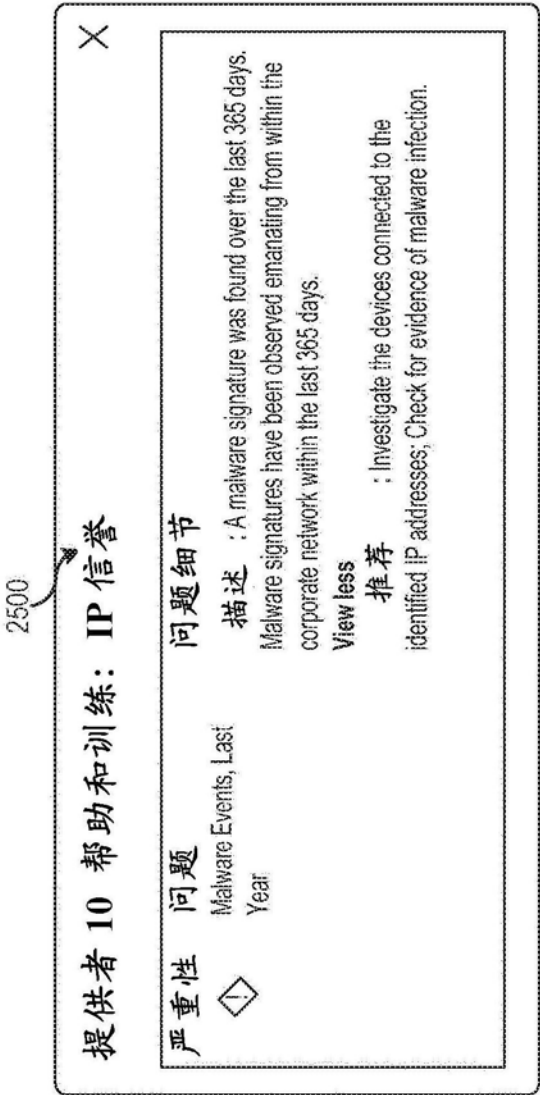 2500
提供者 10 帮助和训练: IP 信誉
X
严重性 问题 问题细节
!
Malware Events, Last
Year
描述 : A malware signature was found over the last 365 days.
Malware signatures have been observed emanating from within the
corporate network within the last 365 days.
View less
推荐 : Investigate the devices connected to the
identified IP addresses; Check for evidence of malware infection.